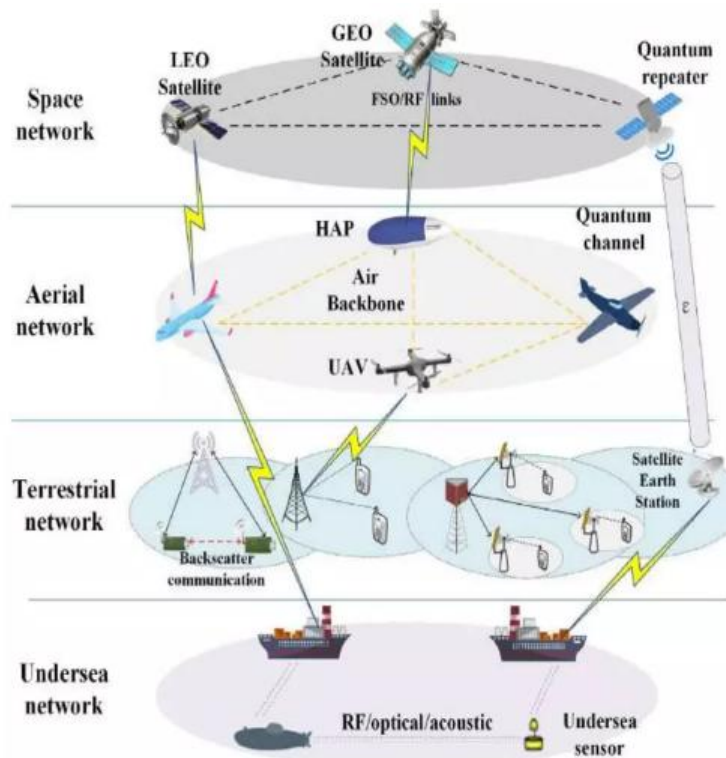 GEO
Satellite
LEO
Satellite
Quantum
repeater
FSO/RF links
Space
network
HAP
Quantum
channel
Air
Backbone
Aerial
network
ε
UAV
Terrestrial
network
Satellite
Earth
Station
Backscatter
communication
Undersea
network
RF/optical/acoustic
Undersea
sensor